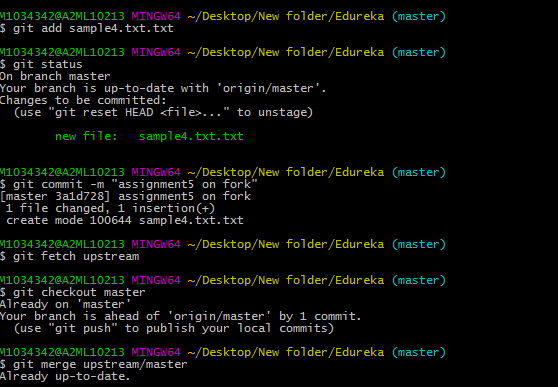 M1034342@A2ML10213 MINGW64 ~/Desktop/New folder/Edureka (master)
$ git add sample4.txt.txt
M1034342@A2ML10213 MINGW64 ~/Desktop/New folder/Edureka (master)
$ git status
On branch master
Your branch is up-to-date with 'origin/master'.
Changes to be committed:
  (use "git reset HEAD <file>..." to unstage)
        new file:   sample4.txt.txt
M1034342@A2ML10213 MINGW64 ~/Desktop/New folder/Edureka (master)
$ git commit -m "assignment5 on fork"
[master 3a1d728] assignment5 on fork
 1 file changed, 1 insertion(+)
 create mode 100644 sample4.txt.txt
M1034342@A2ML10213 MINGW64 ~/Desktop/New folder/Edureka (master)
$ git fetch upstream
M1034342@A2ML10213 MINGW64 ~/Desktop/New folder/Edureka (master)
$ git checkout master
Already on 'master'
Your branch is ahead of 'origin/master' by 1 commit.
  (use "git push" to publish your local commits)
M1034342@A2ML10213 MINGW64 ~/Desktop/New folder/Edureka (master)
$ git merge upstream/master
Already up-to-date.